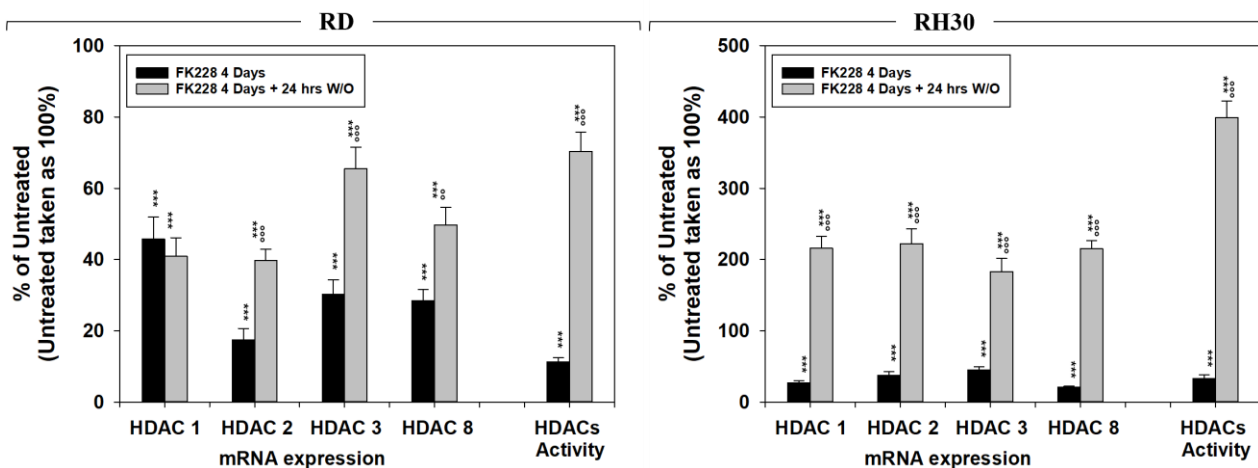 RD
% of Untreated
(Untreated taken as 100%)
100
80
60
40
20
0
FK228 4 Days
FK228 4 Days + 24 hrs W/O
***
***
***
***
°°°
***
***
°°°
***
***
°°
***
***
°°°
HDAC 1 HDAC 2 HDAC 3 HDAC 8 HDACs
Activity
mRNA expression
RH30
% of Untreated
(Untreated taken as 100%)
500
400
300
200
100
0
FK228 4 Days
FK228 4 Days + 24 hrs W/O
***
***
°°°
***
***
°°°
***
***
°°°
***
***
°°°
***
***
°°°
HDAC 1 HDAC 2 HDAC 3 HDAC 8 HDACs
Activity
mRNA expression